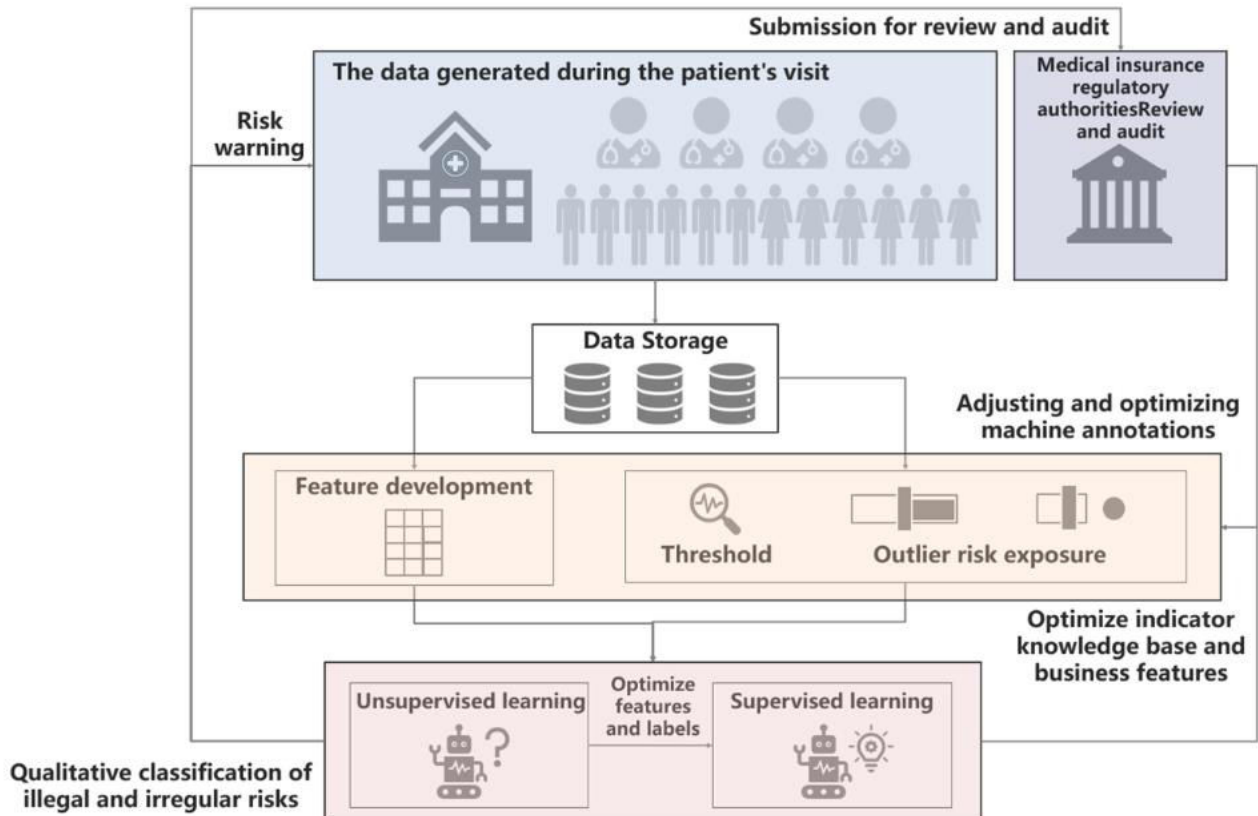 Submission for review and audit
The data generated during the patient's visit
Medical insurance
regulatory
authoritiesReview
and audit
Risk
warning
Data Storage
Adjusting and optimizing
machine annotations
Feature development
Threshold
Outlier risk exposure
Optimize indicator
knowledge base and
business features
Unsupervised learning
Optimize
features
and labels
Supervised learning
Qualitative classification of
illegal and irregular risks